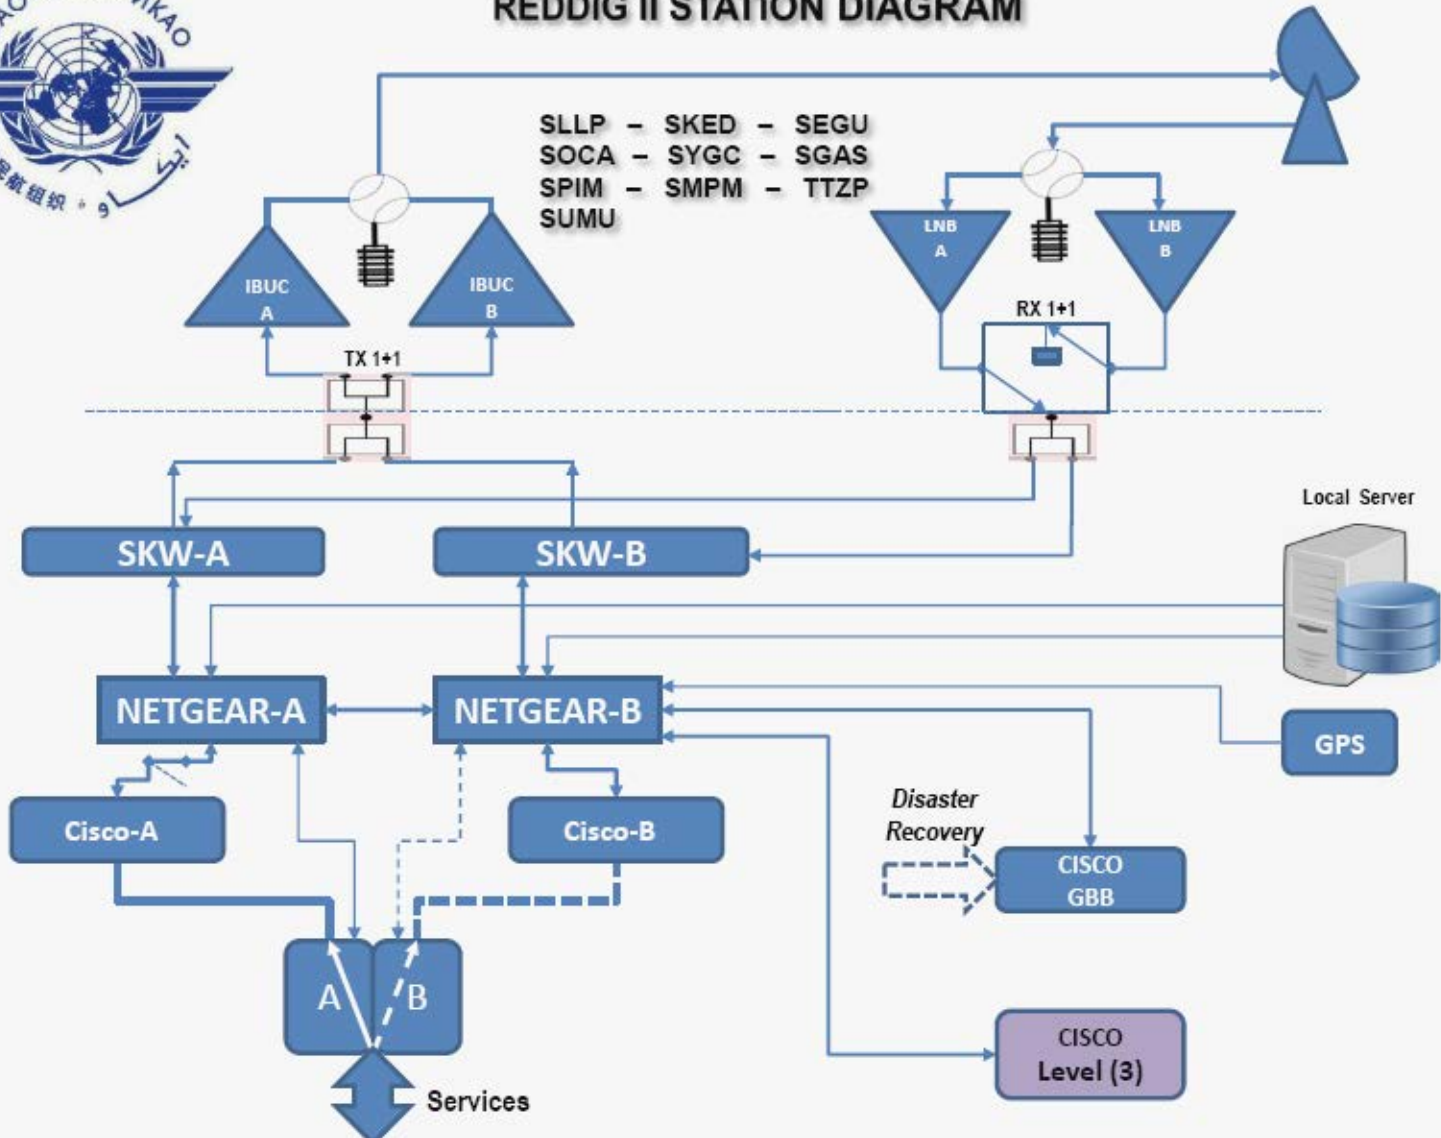 REDDIG II STATION DIAGRAM
SLLP – SKED – SEGU
SOCA – SYGC – SGAS
SPIM – SMPM – TTZP
SUMU
IBUC
A
IBUC
B
LNB
A
LNB
B
TX 1+1
RX 1+1
SKW-A
SKW-B
Local Server
NETGEAR-A
NETGEAR-B
GPS
Cisco-A
Cisco-B
Disaster
Recovery
CISCO
GBB
A
B
CISCO
Level (3)
Services